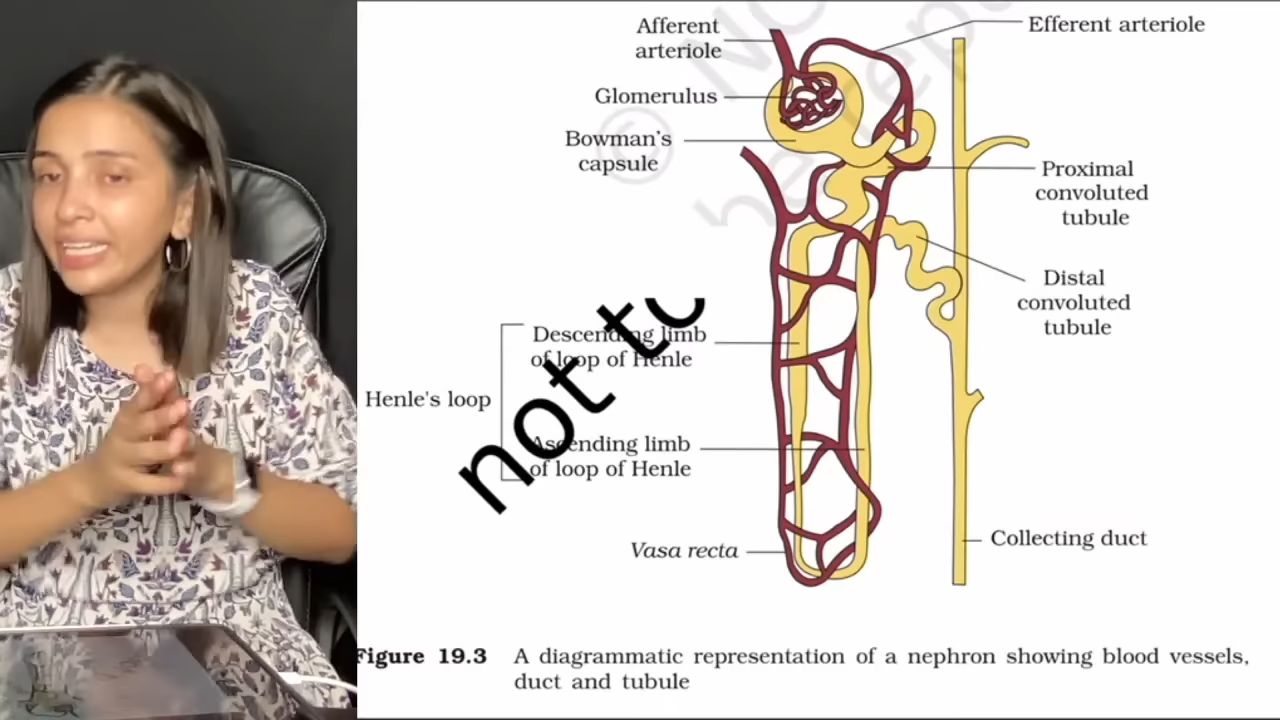 Afferent
arteriole
Efferent arteriole
Glomerulus
Bowman's
capsule
Proximal
convoluted
tubule
Distal
convoluted
tubule
Descending limb
of loop of Henle
Henle's loop
Ascending limb
of loop of Henle
Vasa recta
Collecting duct
not
Figure 19.3 A diagrammatic representation of a nephron showing blood vessels,
duct and tubule